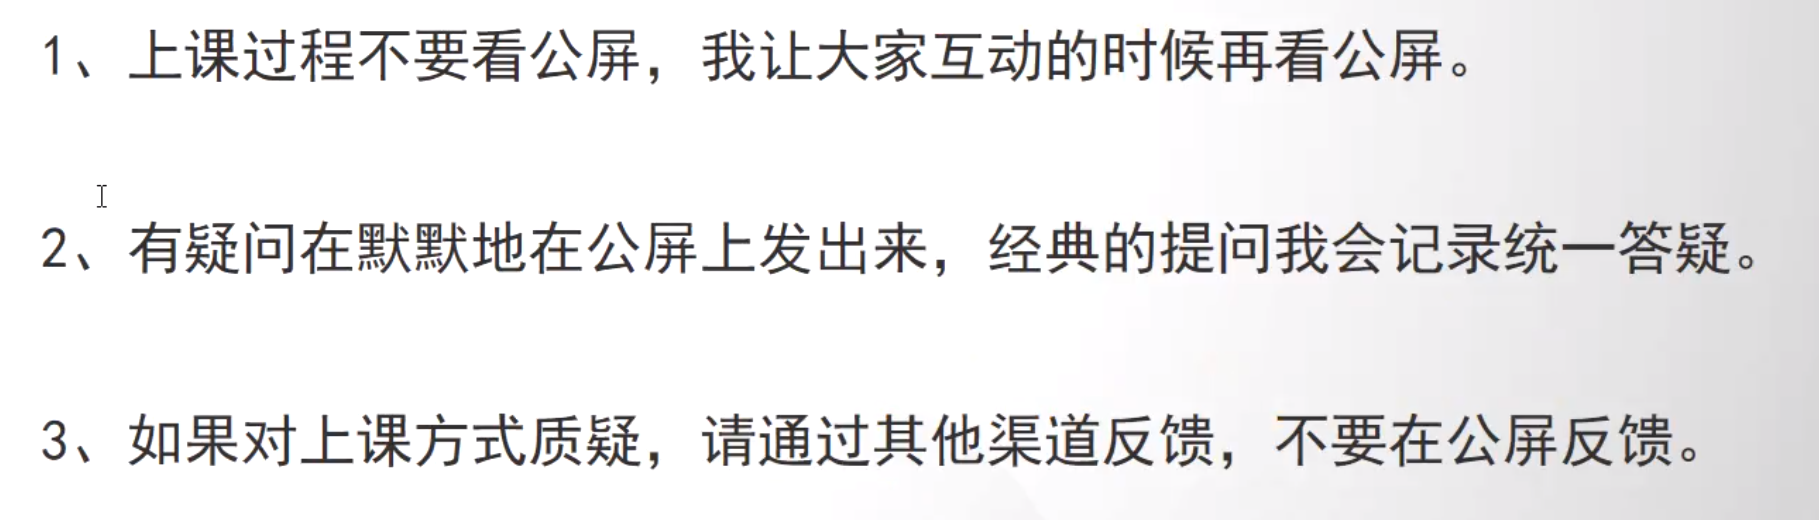 1、上课过程不要看公屏，我让大家互动的时候再看公屏。
2、有疑问在默默地在公屏上发出来，经典的提问我会记录统一答疑。
3、如果对上课方式质疑，请通过其他渠道反馈，不要在公屏反馈。